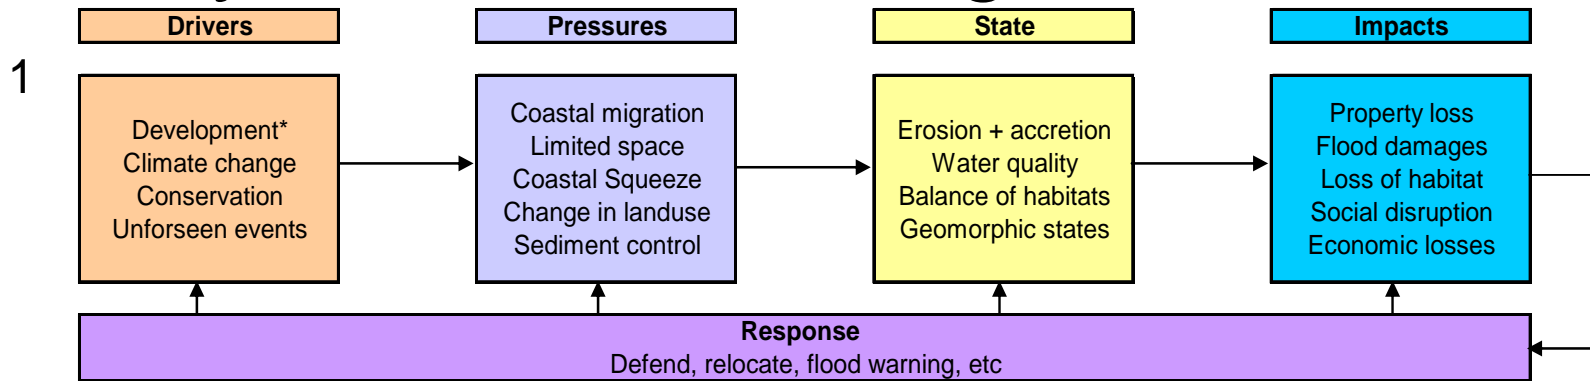 Drivers
Pressures
State
Impacts
1
Development*
Climate change
Conservation
Unforseen events
Coastal migration
Limited space
Coastal Squeeze
Change in landuse
Sediment control
Erosion + accretion
Water quality
Balance of habitats
Geomorphic states
Property loss
Flood damages
Loss of habitat
Social disruption
Economic losses
Response
Defend, relocate, flood warning, etc